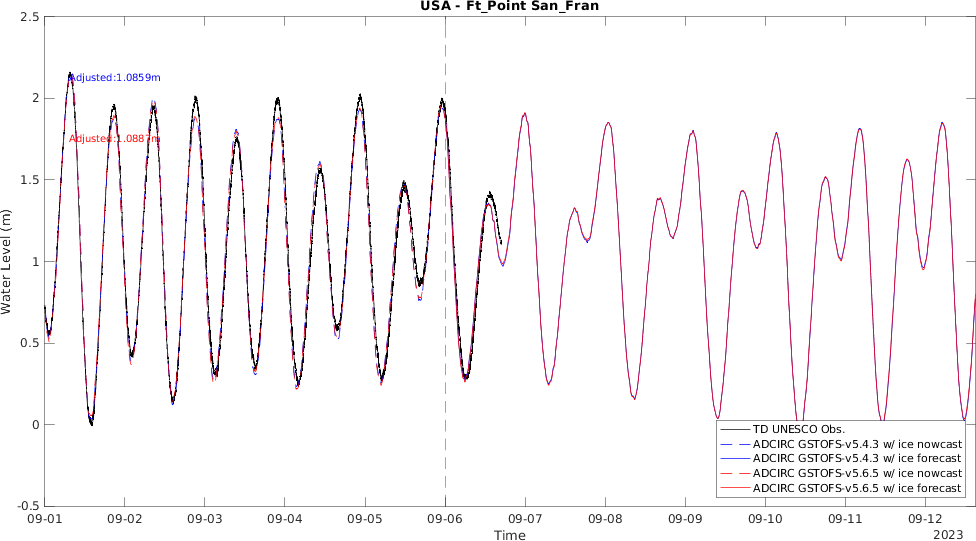 USA - Ft_Point San_Fran
2.5
Adjusted:1.0859m
2
Adjusted:1.0887m
1.5
Water Level (m)
1
0.5
0
TD UNESCO Obs.
ADCIRC GSTOFS-v5.4.3 w/ ice nowcast
ADCIRC GSTOFS-v5.4.3 w/ ice forecast
ADCIRC GSTOFS-v5.6.5 w/ ice nowcast
ADCIRC GSTOFS-v5.6.5 w/ ice forecast
-0.5
09-01 09-02 09-03 09-04 09-05 09-06 09-07 09-08 09-09 09-10 09-11 09-12
Time
2023